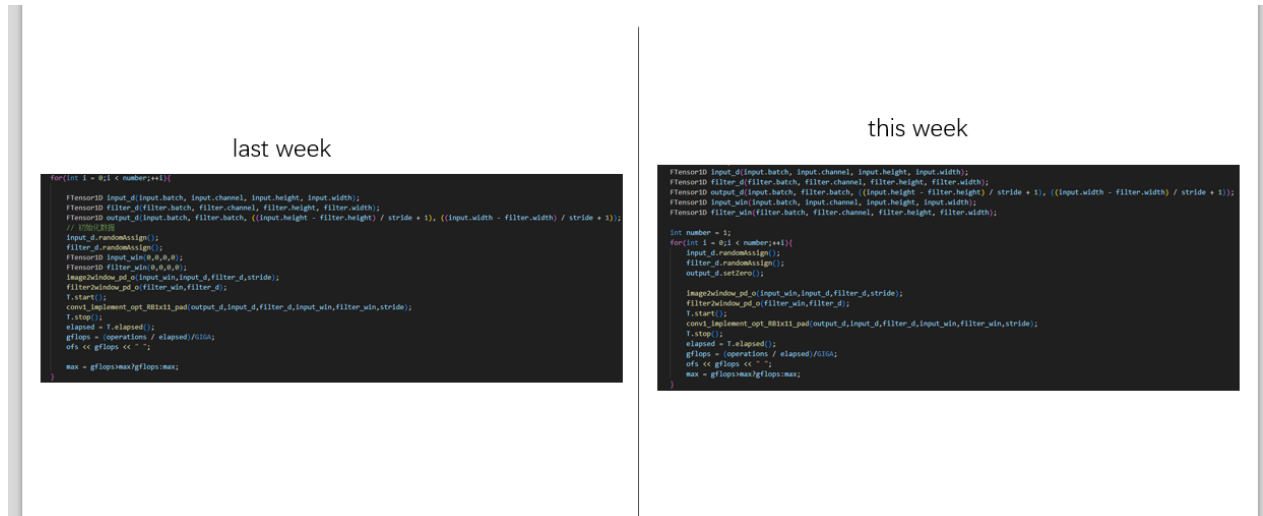 last week
for(int i = 0;i < number;++i){
FTensor1D input_d(input.batch, input.channel, input.height, input.width);
FTensor1D filter_d(filter.batch, filter.channel, filter.height, filter.width);
FTensor1D output_d(input.batch, filter.batch, ((input.height - filter.height) / stride + 1), ((input.width - filter.width) / stride + 1));
// 初始化数据
input_d.randomAssign();
filter_d.randomAssign();
FTensor1D input_win(0,0,0,0);
FTensor1D filter_win(0,0,0,0);
image2window_pd_o(input_win,input_d,filter_d,stride);
filter2window_pd_o(filter_win,filter_d);
T.start();
conv1_implement_opt_RB1x11_pad(output_d,input_d,filter_d,input_win,filter_win,stride);
T.stop();
elapsed = T.elapsed();
gflops = (operations / elapsed)/GIGA;
ofs << gflops << " ";
max = gflops>max?gflops:max;
}
this week
FTensor1D input_d(input.batch, input.channel, input.height, input.width);
FTensor1D filter_d(filter.batch, filter.channel, filter.height, filter.width);
FTensor1D output_d(input.batch, filter.batch, ((input.height - filter.height) / stride + 1), ((input.width - filter.width) / stride + 1));
FTensor1D input_win(input.batch, input.channel, input.height, input.width);
FTensor1D filter_win(filter.batch, filter.channel, filter.height, filter.width);
int number = 1;
for(int i = 0;i < number;++i){
input_d.randomAssign();
filter_d.randomAssign();
output_d.setZero();
image2window_pd_o(input_win,input_d,filter_d,stride);
filter2window_pd_o(filter_win,filter_d);
T.start();
conv1_implement_opt_RB1x11_pad(output_d,input_d,filter_d,input_win,filter_win,stride);
T.stop();
elapsed = T.elapsed();
gflops = (operations / elapsed)/GIGA;
ofs << gflops << " ";
max = gflops>max?gflops:max;
}